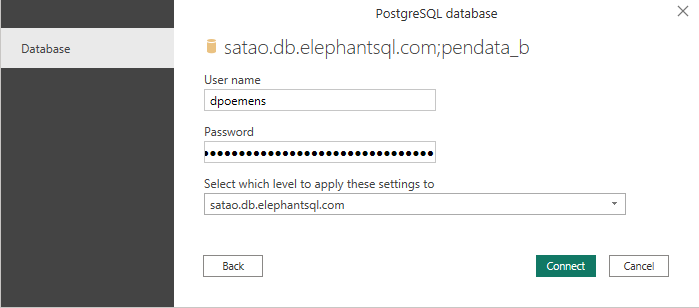 PostgreSQL database
Database
satao.db.elephantsql.com;pendata_b
User name
dpoemens
Password
Select which level to apply these settings to
satao.db.elephantsql.com
Back
Connect
Cancel